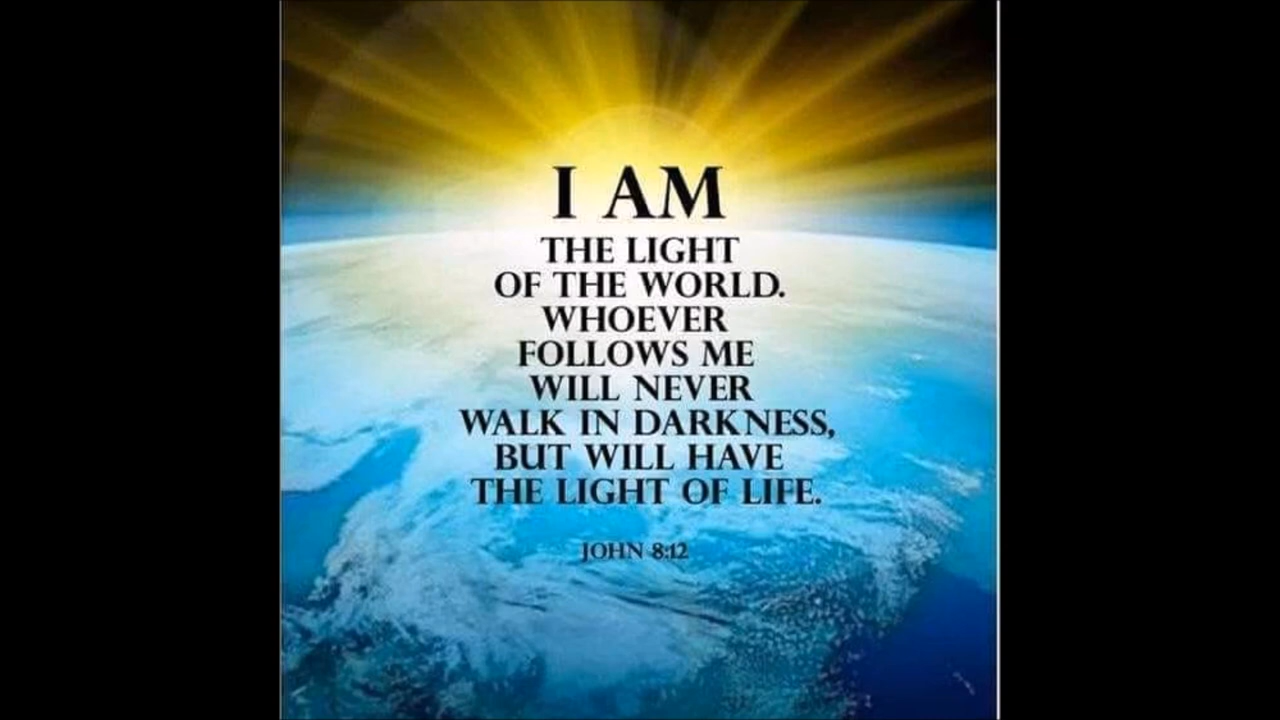 I AM
THE LIGHT
OF THE WORLD.
WHOEVER
FOLLOWS ME
WILL NEVER
WALK IN DARKNESS,
BUT WILL HAVE
THE LIGHT OF LIFE.
JOHN 8:12